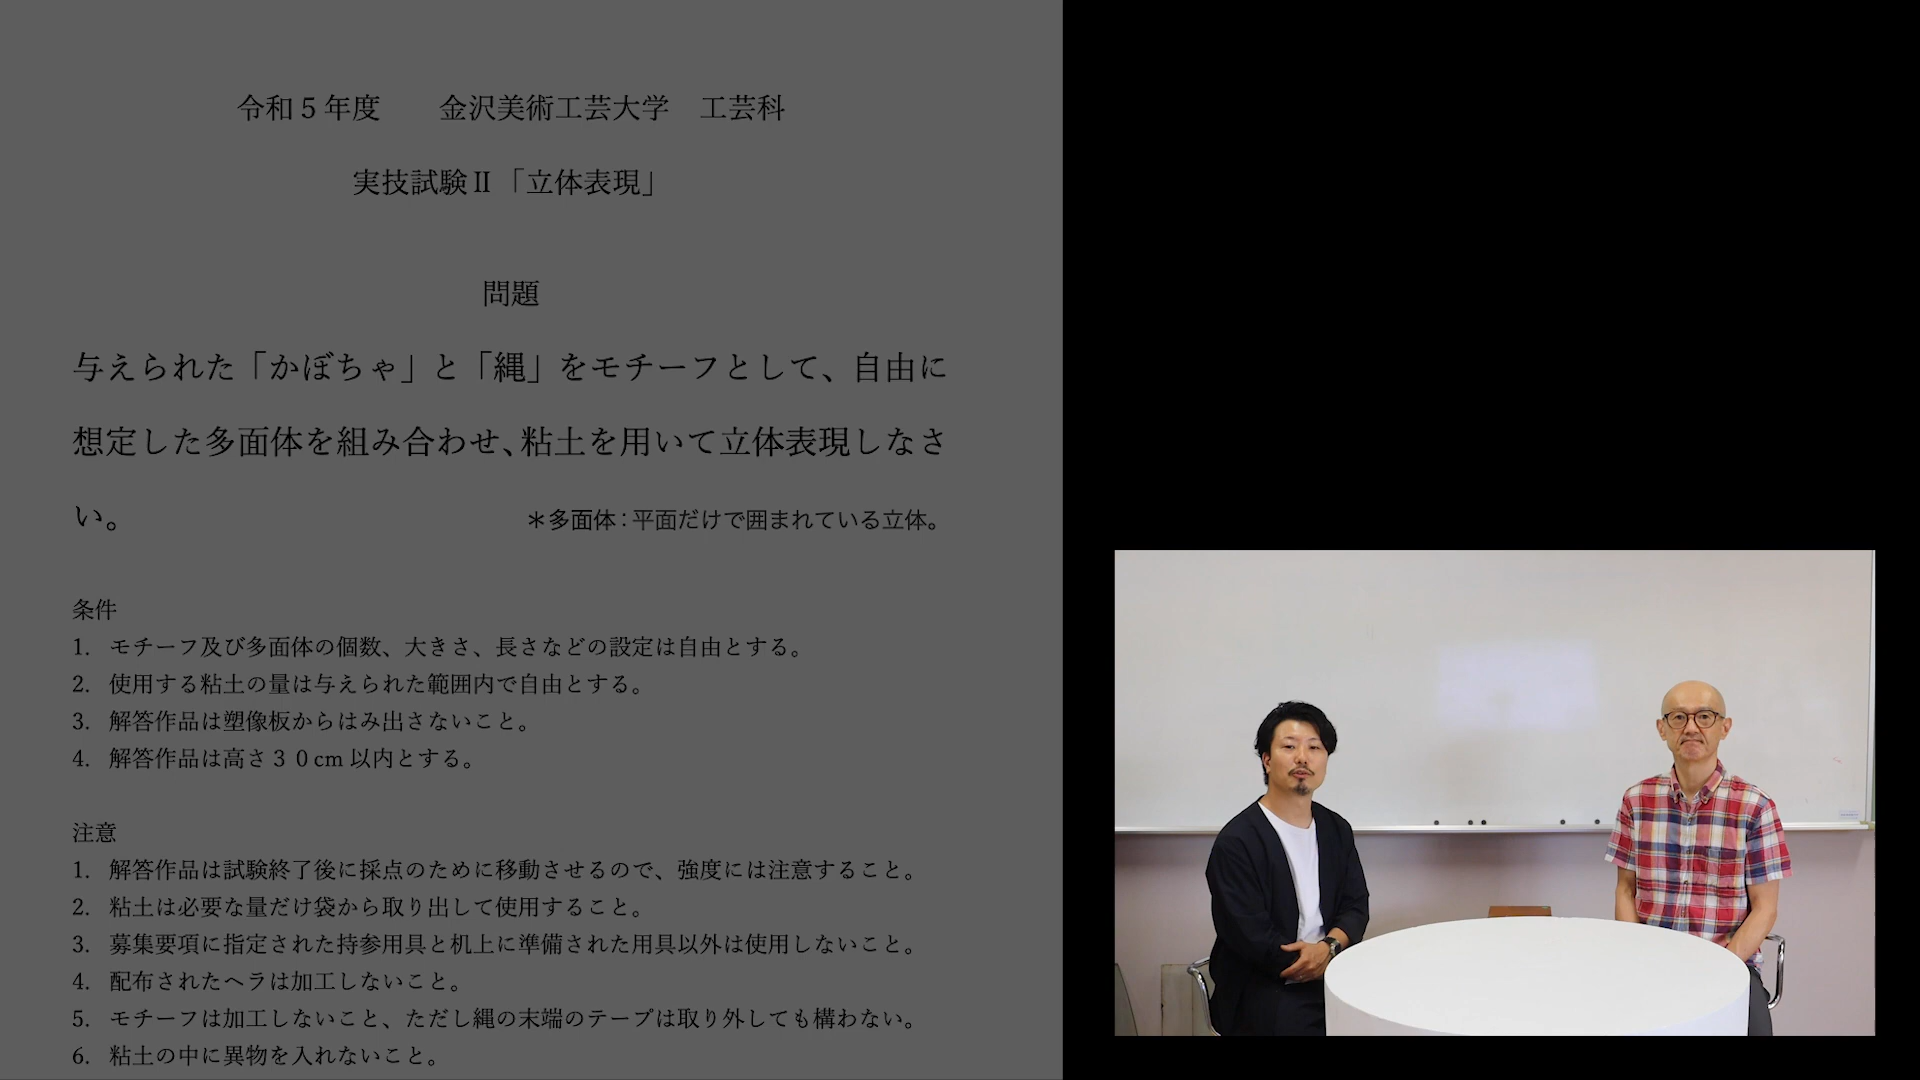 令和５年度　　金沢美術工芸大学　工芸科
実技試験Ⅱ「立体表現」
問題
与えられた「かぼちゃ」と「縄」をモチーフとして、自由に
想定した多面体を組み合わせ、粘土を用いて立体表現しなさ
い。　　＊多面体：平面だけで囲まれている立体。
条件
1. モチーフ及び多面体の個数、大きさ、長さなどの設定は自由とする。
2. 使用する粘土の量は与えられた範囲内で自由とする。
3. 解答作品は塑像板からはみ出さないこと。
4. 解答作品は高さ３０cm 以内とする。
注意
1. 解答作品は試験終了後に採点のために移動させるので、強度には注意すること。
2. 粘土は必要な量だけ袋から取り出して使用すること。
3. 募集要項に指定された持参用具と机上に準備された用具以外は使用しないこと。
4. 配布されたヘラは加工しないこと。
5. モチーフは加工しないこと、ただし縄の末端のテープは取り外しても構わない。
6. 粘土の中に異物を入れないこと。